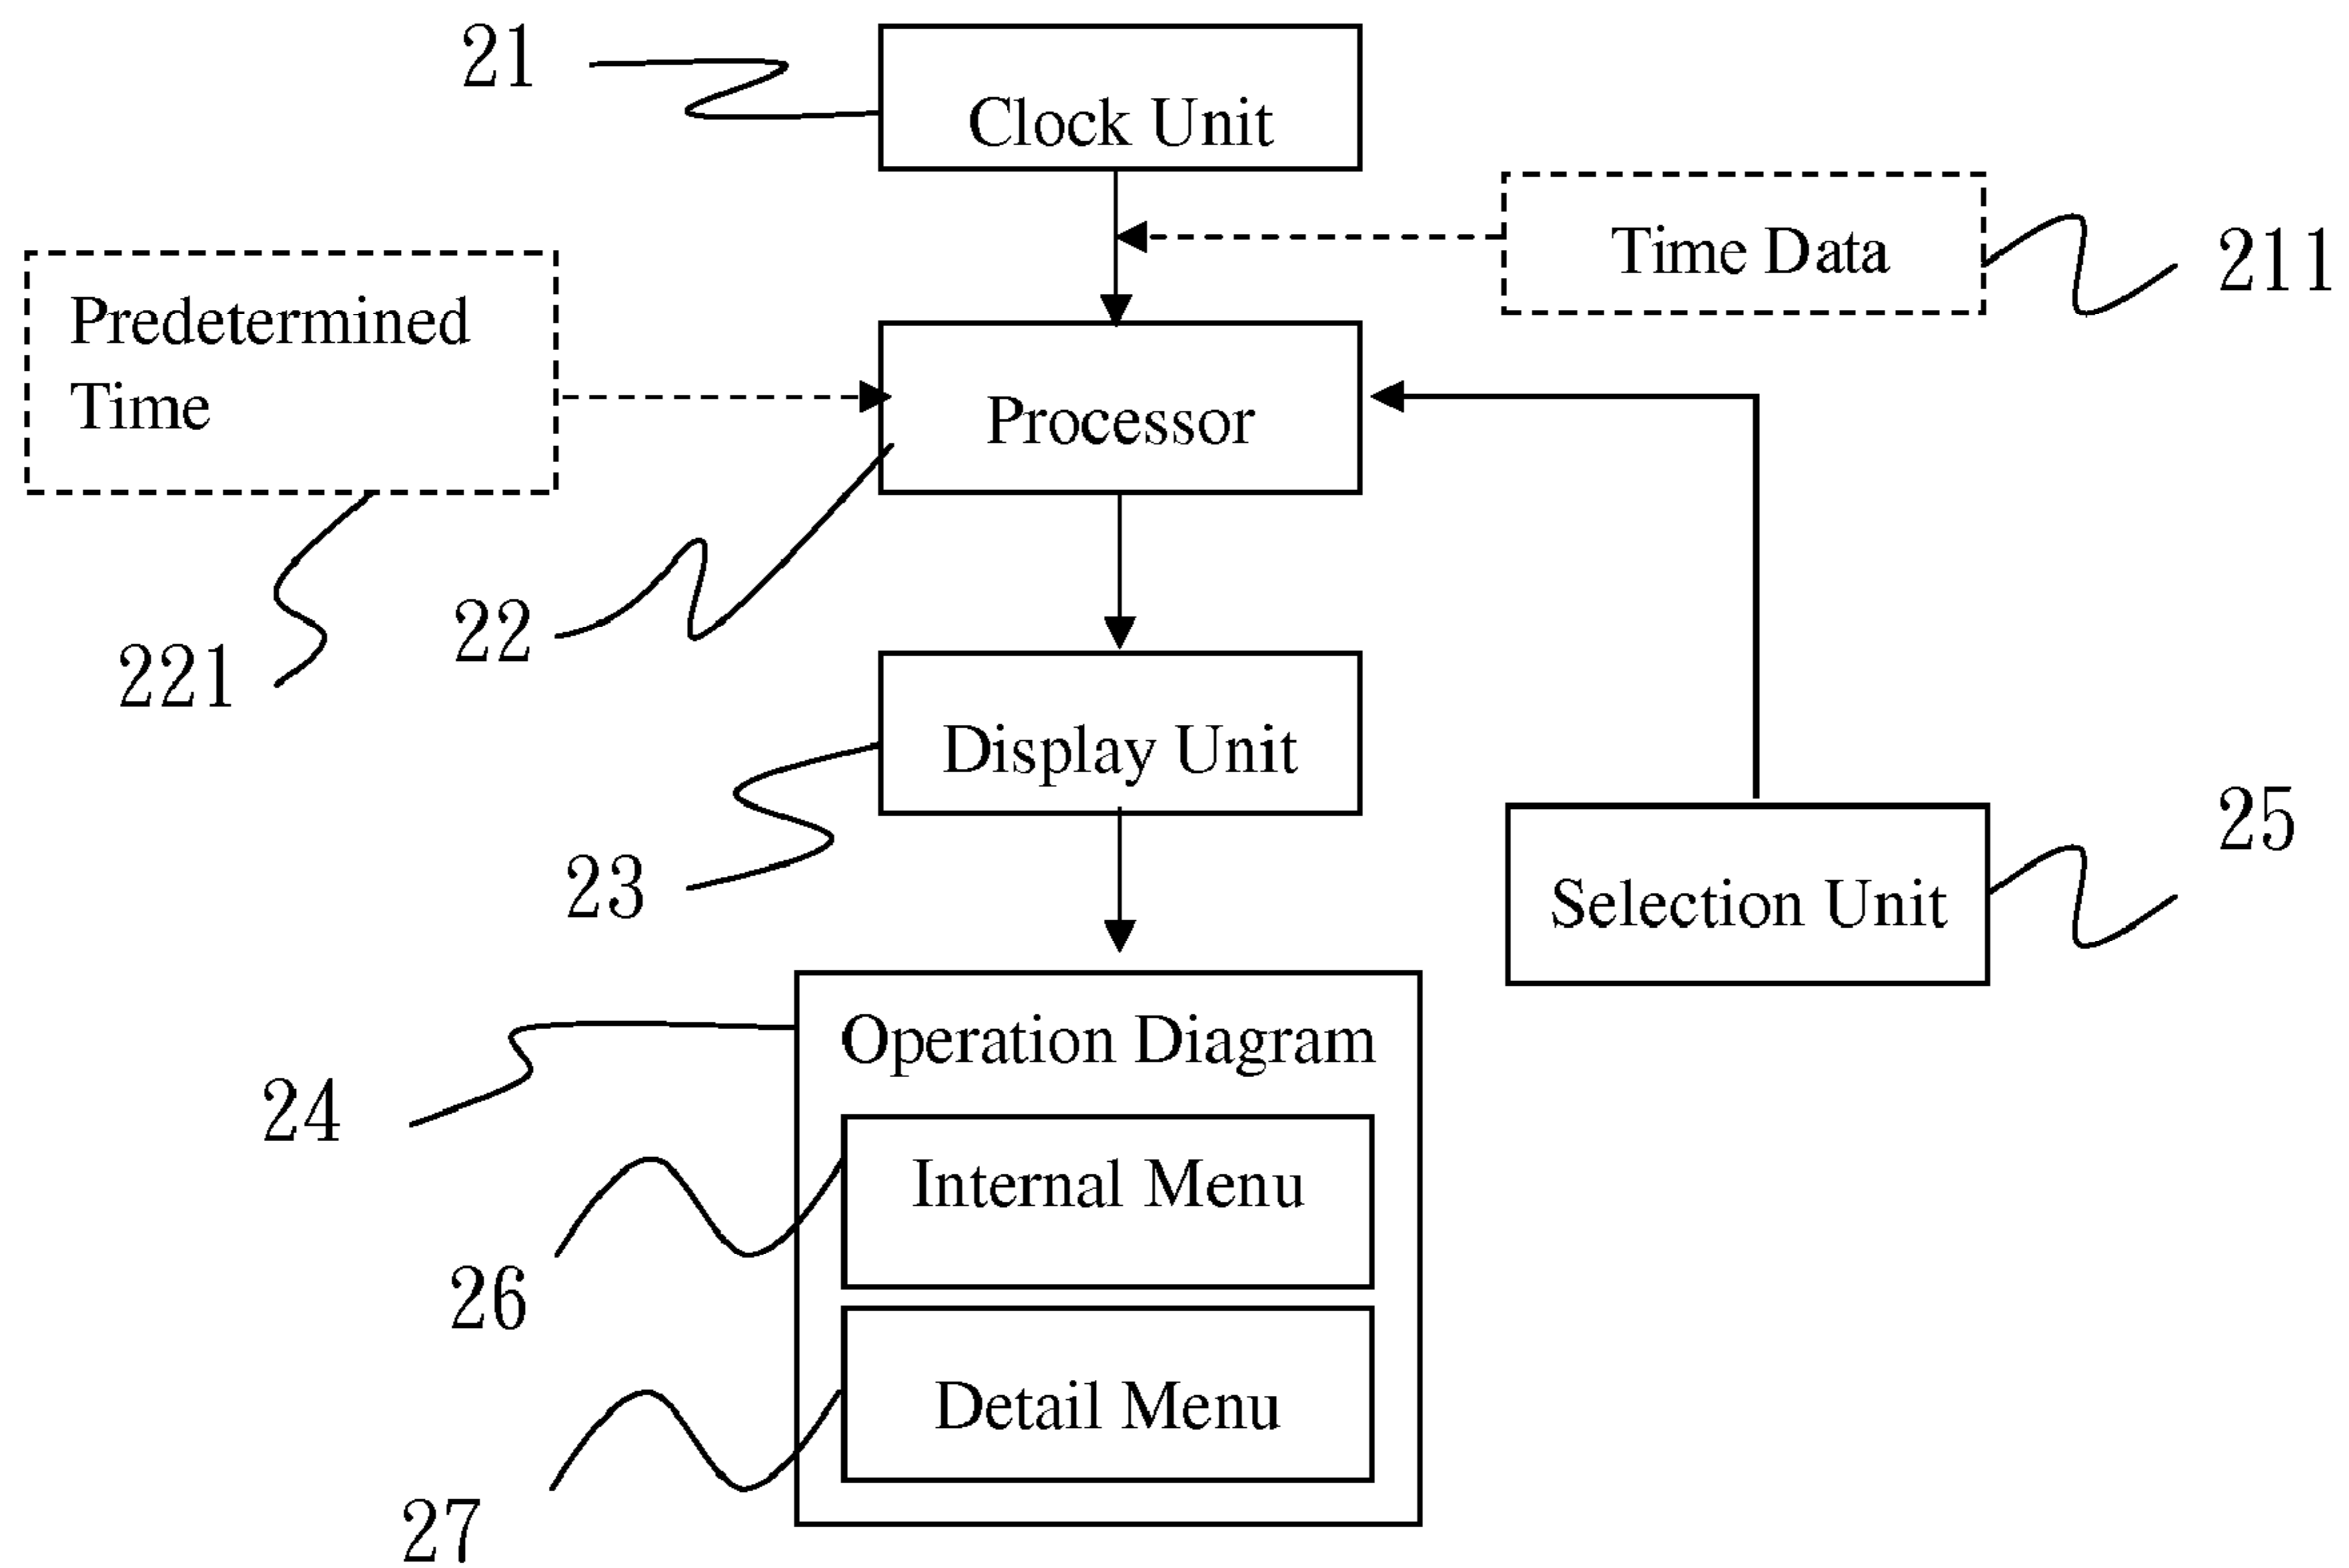 21
Clock Unit
Time Data
211
Predetermined
Time
Processor
22
221
Display Unit
23
25
Selection Unit
Operation Diagram
24
Internal Menu
26
Detail Menu
27